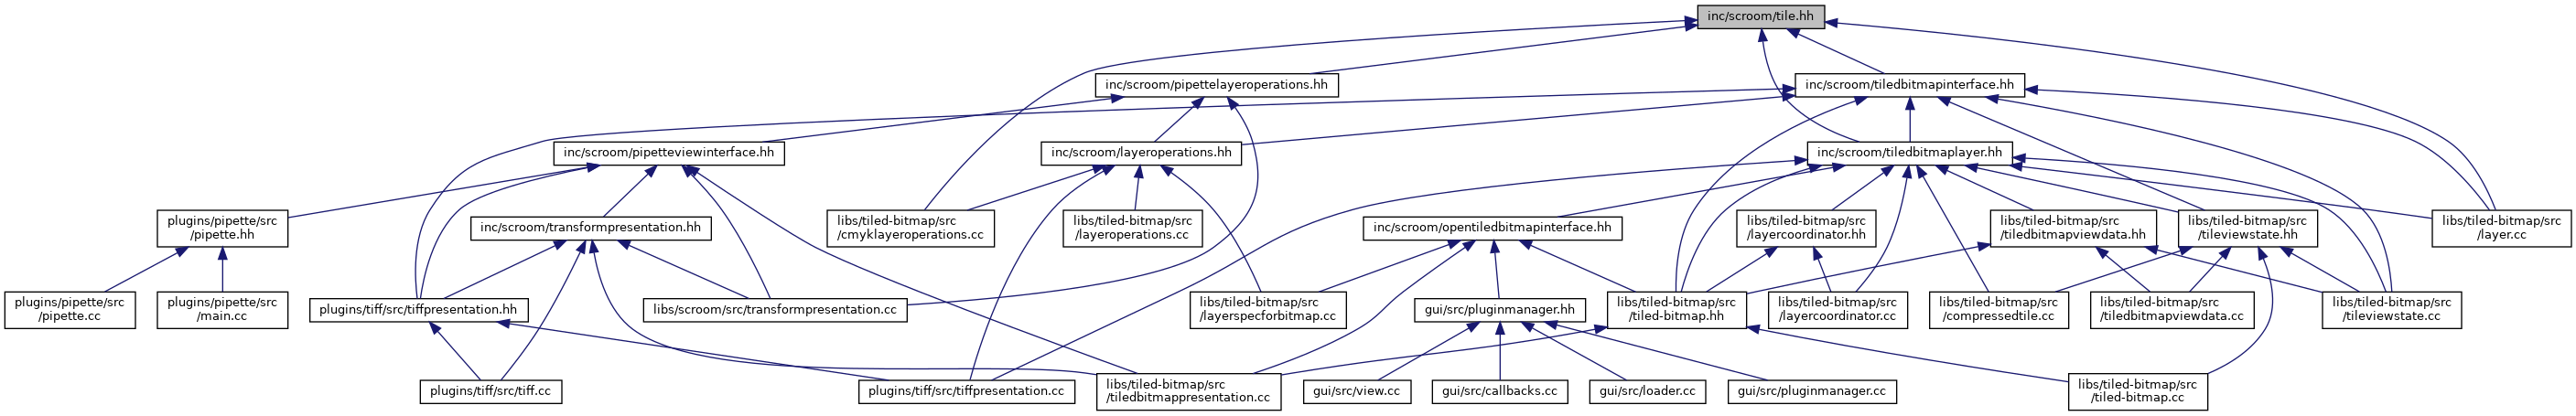 inc/scroom/tile.hh
inc/scroom/pipettelayeroperations.hh
inc/scroom/tiledbitmapinterface.hh
inc/scroom/pipetteviewinterface.hh
inc/scroom/layeroperations.hh
inc/scroom/tiledbitmaplayer.hh
plugins/pipette/src
/pipette.hh
inc/scroom/transformpresentation.hh
libs/tiled-bitmap/src
/cmyklayeroperations.cc
libs/tiled-bitmap/src
/layeroperations.cc
inc/scroom/opentiledbitmapinterface.hh
libs/tiled-bitmap/src
/layercoordinator.hh
libs/tiled-bitmap/src
/tiledbitmapviewdata.hh
libs/tiled-bitmap/src
/tileviewstate.hh
libs/tiled-bitmap/src
/layer.cc
plugins/pipette/src
/pipette.cc
plugins/pipette/src
/main.cc
plugins/tiff/src/tiffpresentation.hh
libs/scroom/src/transformpresentation.cc
libs/tiled-bitmap/src
/layerspecforbitmap.cc
gui/src/pluginmanager.hh
libs/tiled-bitmap/src
/tiled-bitmap.hh
libs/tiled-bitmap/src
/layercoordinator.cc
libs/tiled-bitmap/src
/compressedtile.cc
libs/tiled-bitmap/src
/tiledbitmapviewdata.cc
libs/tiled-bitmap/src
/tileviewstate.cc
plugins/tiff/src/tiff.cc
plugins/tiff/src/tiffpresentation.cc
libs/tiled-bitmap/src
/tiledbitmappresentation.cc
gui/src/view.cc
gui/src/callbacks.cc
gui/src/loader.cc
gui/src/pluginmanager.cc
libs/tiled-bitmap/src
/tiled-bitmap.cc